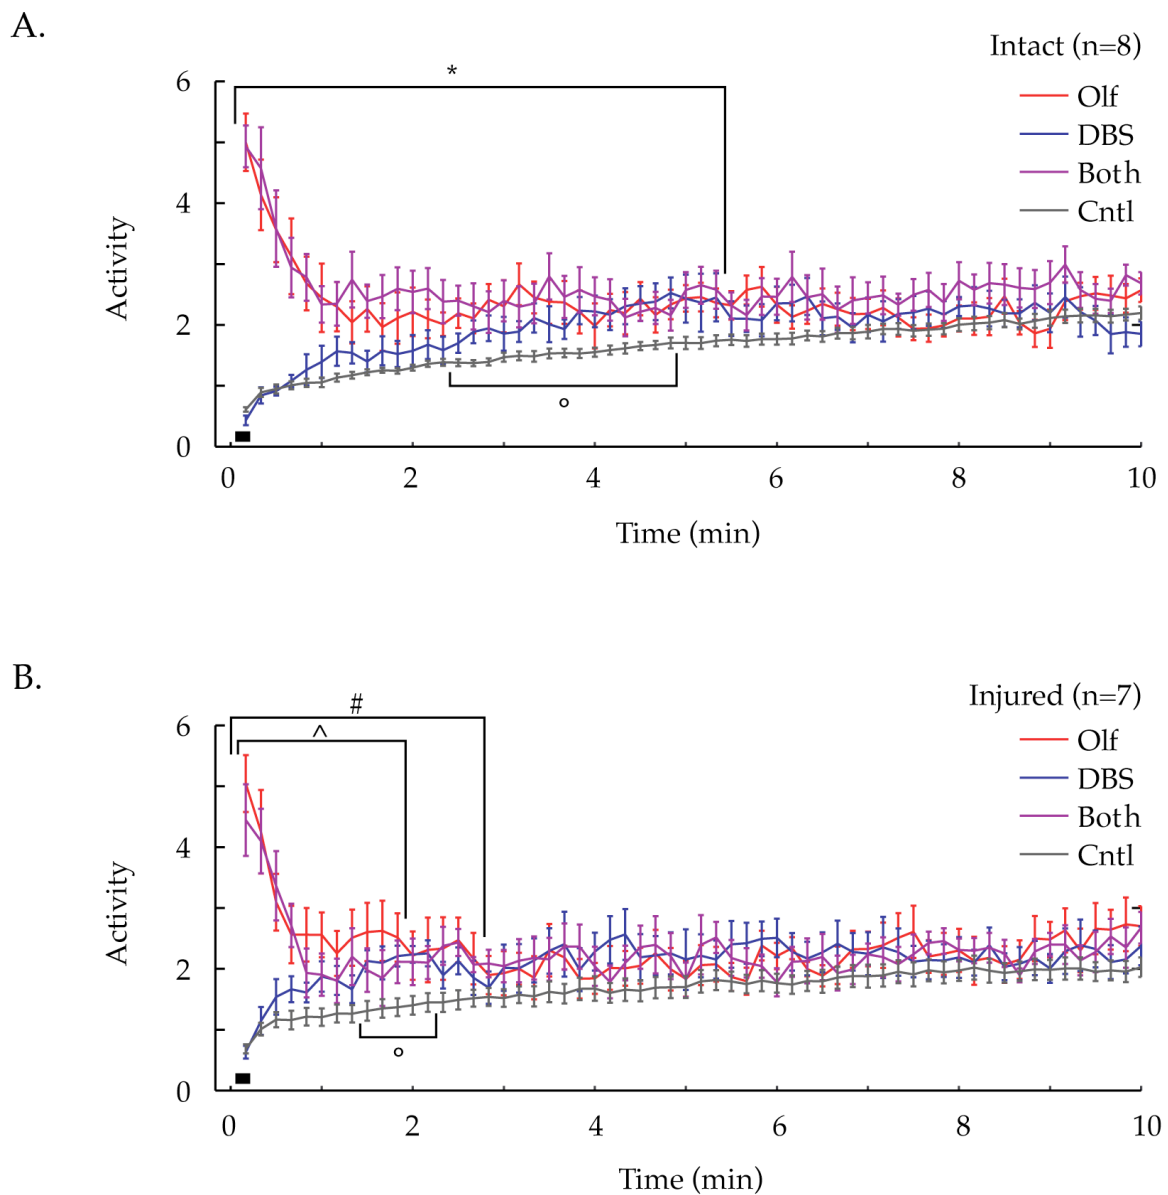 A.
Intact (n=8)
*
6
Olf
DBS
Both
Cntl
4
Activity
2
°
0
0 2 4 6 8 10
Time (min)
B.
Injured (n=7)
#
^
6
Olf
DBS
Both
Cntl
4
Activity
2
°
0
0 2 4 6 8 10
Time (min)